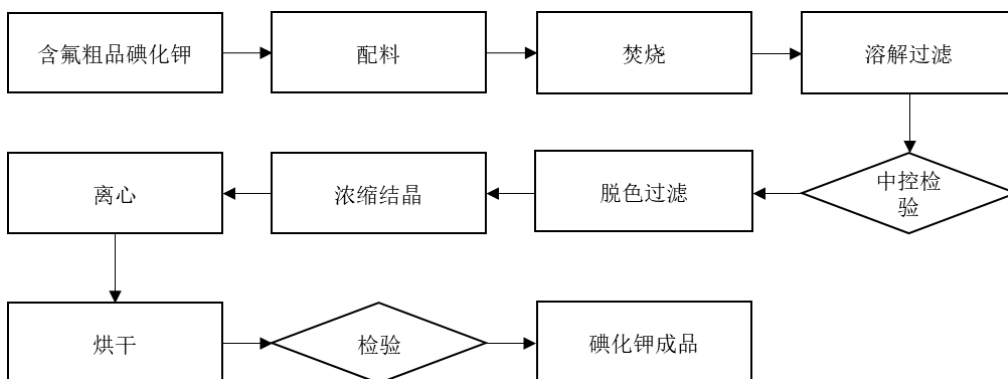 含氟粗品碘化钾
配料
焚烧
溶解过滤
中控检
验
脱色过滤
浓缩结晶
离心
烘干
检验
碘化钾成品